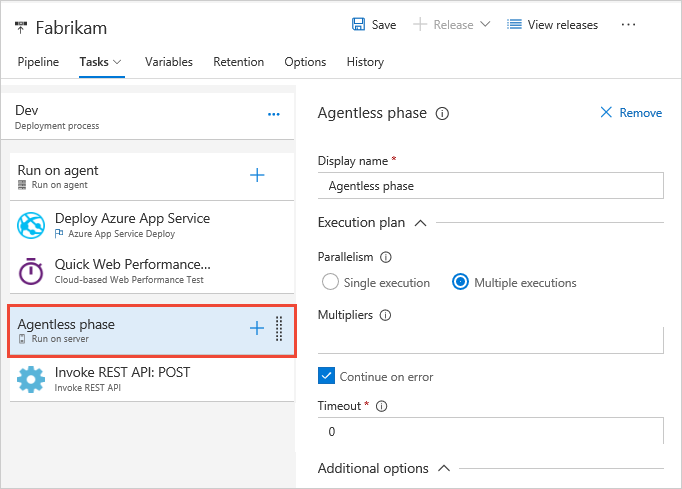 Fabrikam
Save
Release
View releases
...
Pipeline Tasks Variables Retention Options History
Dev
Deployment process
...
Run on agent
Run on agent
Deploy Azure App Service
Azure App Service Deploy
Quick Web Performance...
Cloud-based Web Performance Test
Agentless phase
Run on server
Invoke REST API: POST
Invoke REST API
Agentless phase
Remove
Display name *
Agentless phase
Execution plan
Parallelism
Single execution Multiple executions
Multipliers
Continue on error
Timeout *
0
Additional options